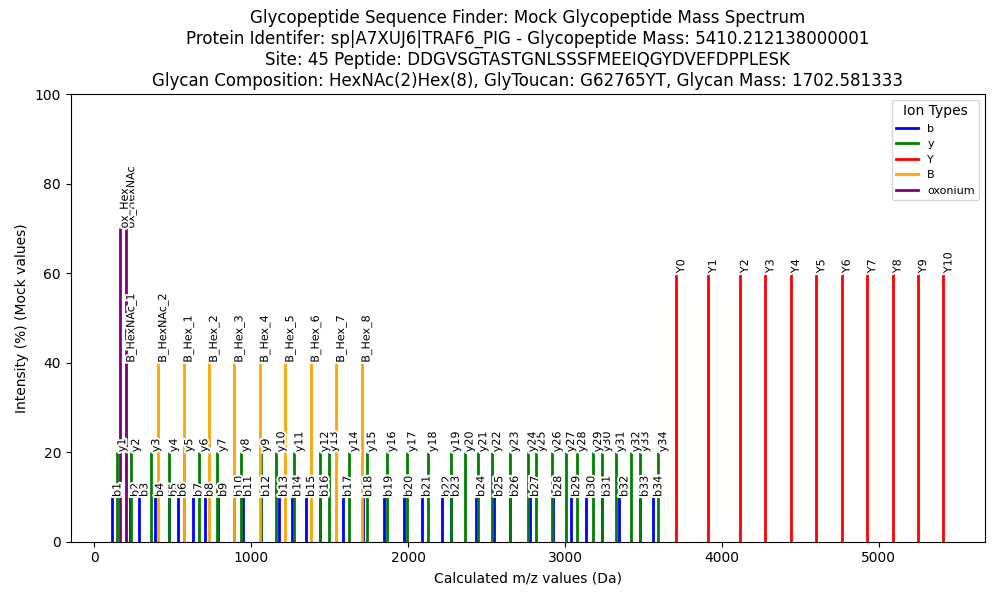 Glycopeptide Sequence Finder: Mock Glycopeptide Mass Spectrum
Protein Identifer: sp|A7XUJ6|TRAF6_PIG - Glycopeptide Mass: 5410.212138000001
Site: 45 Peptide: DDGVSGTASTGNLSSSFMEEIQGYDVEFDPPLESK
Glycan Composition: HexNAc(2)Hex(8), GlyToucan: G62765YT, Glycan Mass: 1702.581333
Intensity (%) (Mock values)
100
80
60
40
20
0
Ion Types
b
y
Y
B
oxonium
ox_Hex
ox_HexNAc
Y0
Y1
Y2
Y3
Y4
Y5
Y6
Y7
Y8
Y9
Y10
B_HexNAc_1
B_HexNAc_2
B_Hex_1
B_Hex_2
B_Hex_3
B_Hex_4
B_Hex_5
B_Hex_6
B_Hex_7
B_Hex_8
y1
y2
y3
y4
y5
y6
y7
y8
y9
y10
y11
y12
y13
y14
y15
y16
y17
y18
y19
y20
y21
y22
y23
y24
y25
y26
y27
y28
y29
y30
y31
y32
y33
y34
b1
b2
b3
b4
b5
b6
b7
b8
b9
b10
b11
b12
b13
b14
b15
b16
b17
b18
b19
b20
b21
b22
b23
b24
b25
b26
b27
b28
b29
b30
b31
b32
b33
b34
0
1000
2000
3000
4000
5000
Calculated m/z values (Da)